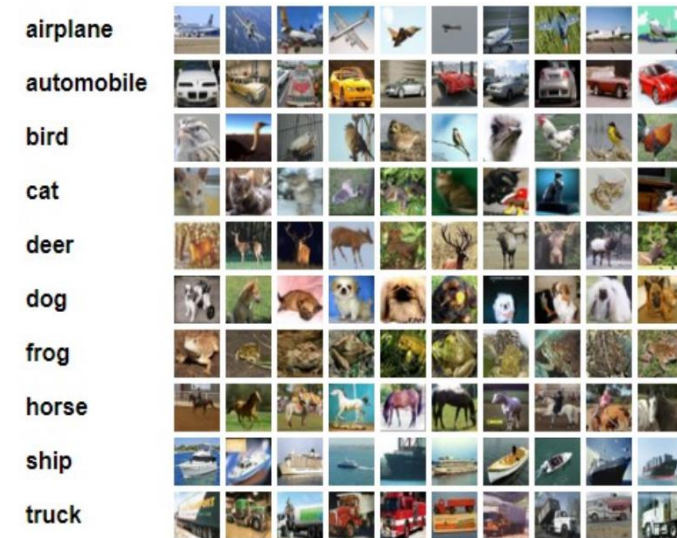 airplane
automobile
bird
cat
deer
dog
frog
horse
ship
truck